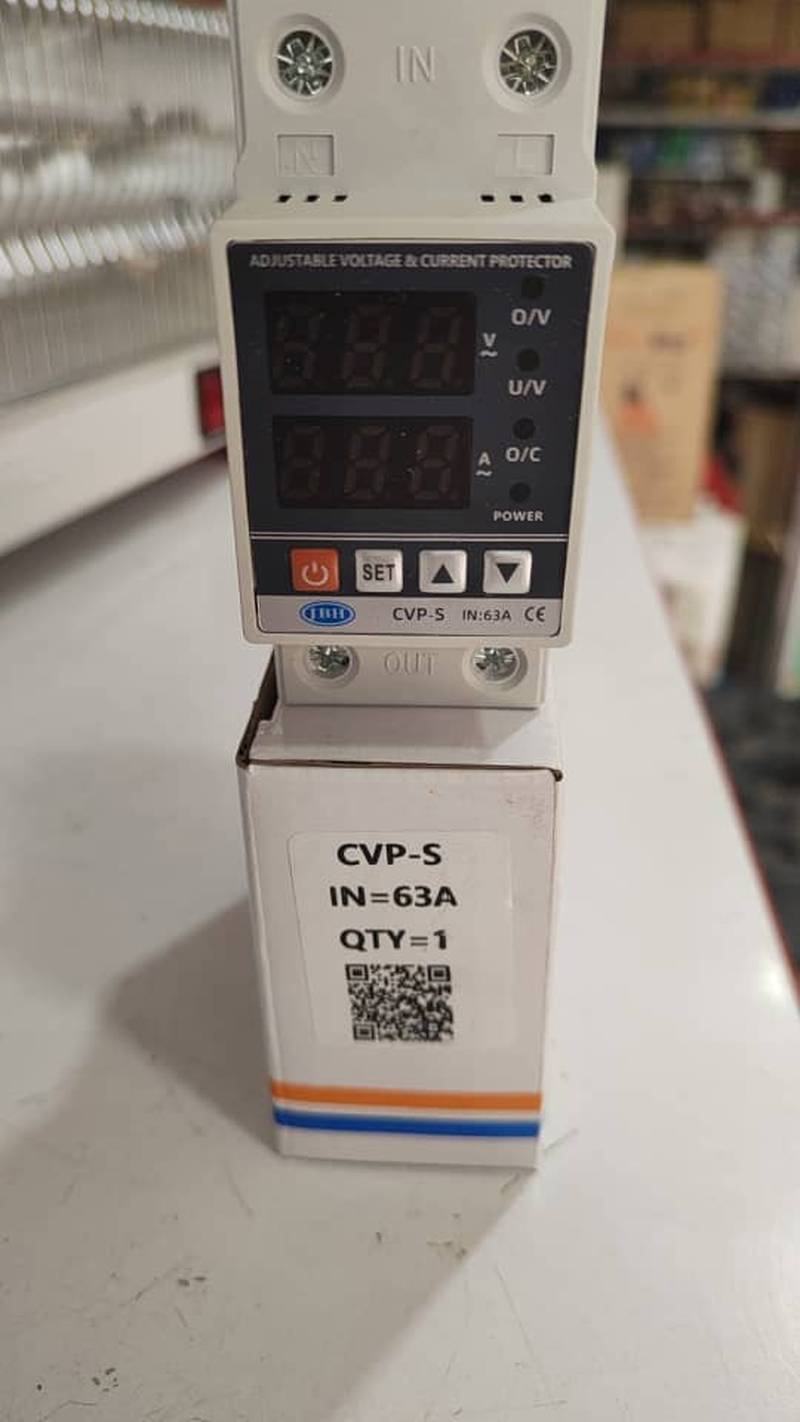 IN
N
L
ADJUSTABLE VOLTAGE & CURRENT PROTECTOR
O/V
V
~
U/V
A
~
O/C
POWER
SET
CVP-S IN:63A CE
OUT
CVP-S
IN=63A
QTY=1